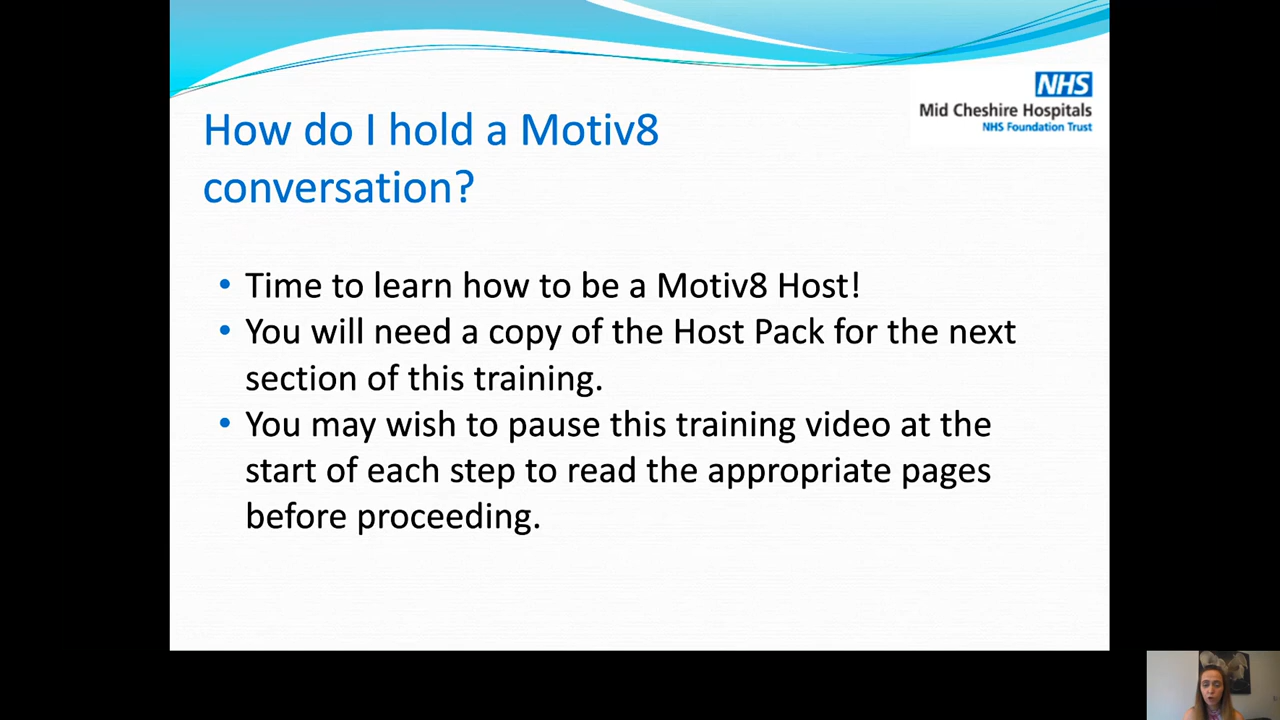 NHS
Mid Cheshire Hospitals
NHS Foundation Trust
How do I hold a Motiv8
conversation?
• Time to learn how to be a Motiv8 Host!
• You will need a copy of the Host Pack for the next
section of this training.
• You may wish to pause this training video at the
start of each step to read the appropriate pages
before proceeding.